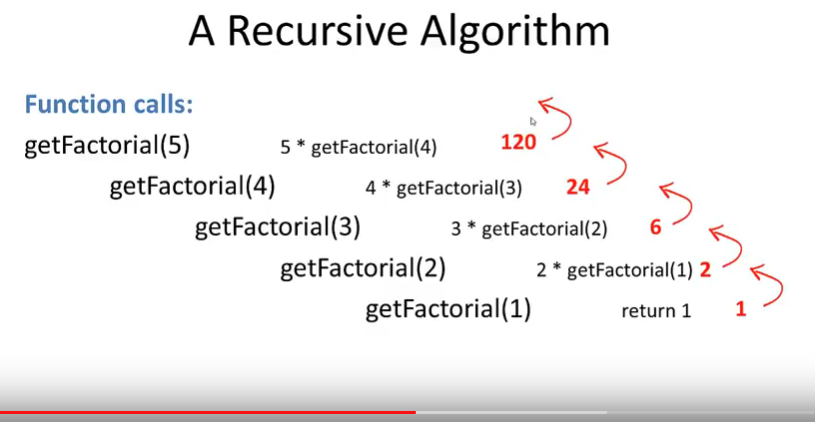 A Recursive Algorithm
Function calls:
getFactorial(5) 5 * getFactorial(4) 120
getFactorial(4) 4 * getFactorial(3) 24
getFactorial(3) 3 * getFactorial(2) 6
getFactorial(2) 2 * getFactorial(1) 2
getFactorial(1) return 1 1